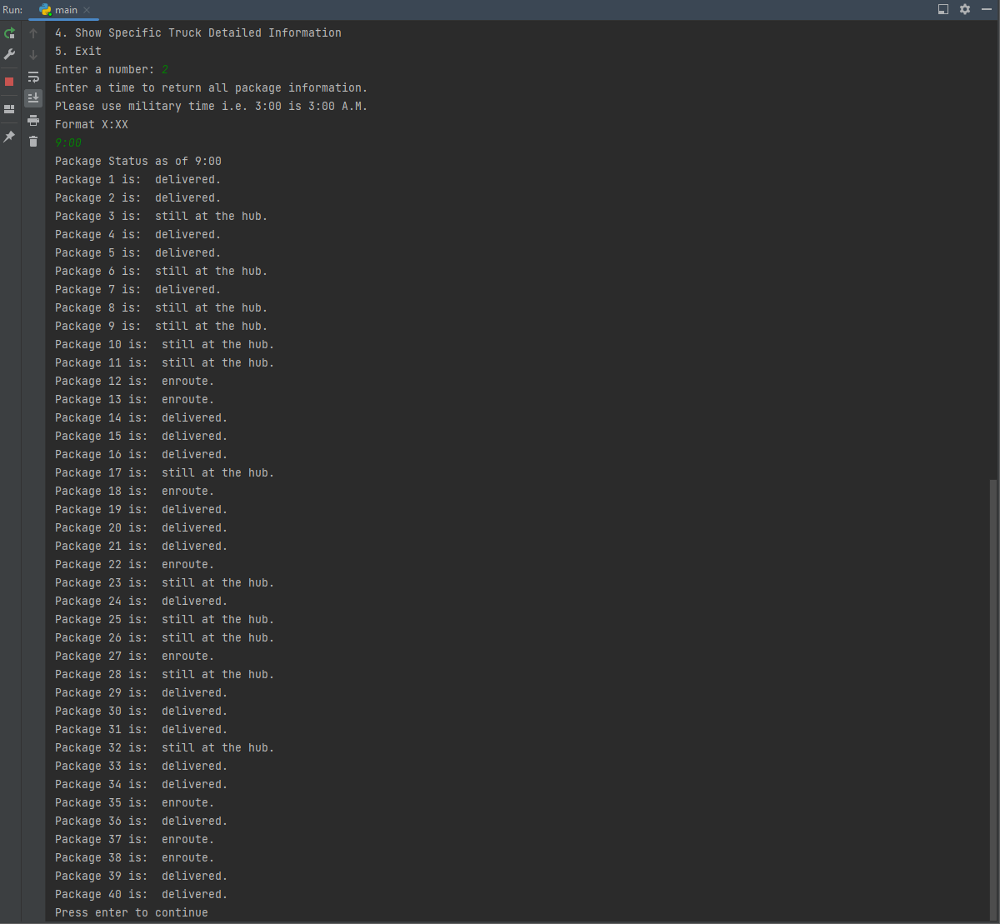 Run: main
4. Show Specific Truck Detailed Information
5. Exit
Enter a number: 2
Enter a time to return all package information.
Please use military time i.e. 3:00 is 3:00 A.M.
Format X:XX
9:00
Package Status as of 9:00
Package 1 is:  delivered.
Package 2 is:  delivered.
Package 3 is:  still at the hub.
Package 4 is:  delivered.
Package 5 is:  delivered.
Package 6 is:  still at the hub.
Package 7 is:  delivered.
Package 8 is:  still at the hub.
Package 9 is:  still at the hub.
Package 10 is:  still at the hub.
Package 11 is:  still at the hub.
Package 12 is:  enroute.
Package 13 is:  enroute.
Package 14 is:  delivered.
Package 15 is:  delivered.
Package 16 is:  delivered.
Package 17 is:  still at the hub.
Package 18 is:  enroute.
Package 19 is:  delivered.
Package 20 is:  delivered.
Package 21 is:  delivered.
Package 22 is:  enroute.
Package 23 is:  still at the hub.
Package 24 is:  delivered.
Package 25 is:  still at the hub.
Package 26 is:  still at the hub.
Package 27 is:  enroute.
Package 28 is:  still at the hub.
Package 29 is:  delivered.
Package 30 is:  delivered.
Package 31 is:  delivered.
Package 32 is:  still at the hub.
Package 33 is:  delivered.
Package 34 is:  delivered.
Package 35 is:  enroute.
Package 36 is:  delivered.
Package 37 is:  enroute.
Package 38 is:  enroute.
Package 39 is:  delivered.
Package 40 is:  delivered.
Press enter to continue